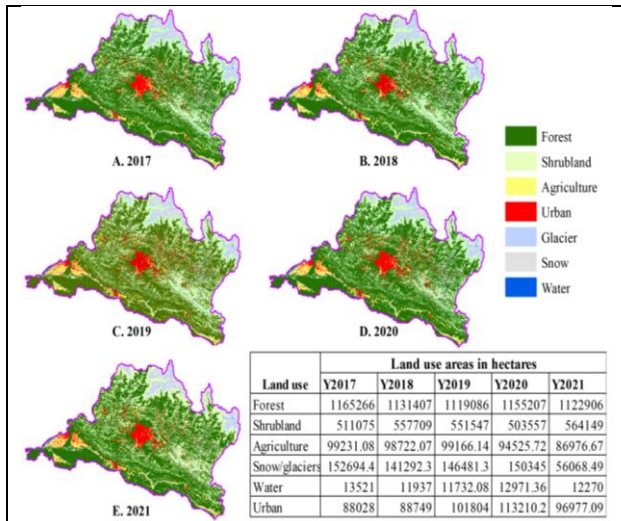 A. 2017
B. 2018
Forest
Shrubland
Agriculture
Urban
Glacier
Snow
Water
C. 2019
D. 2020
E. 2021
Land use Land use areas in hectares
Y2017 Y2018 Y2019 Y2020 Y2021
Forest 1165266 1131407 1119086 1155207 1122906
Shrubland 511075 557709 551547 503557 564149
Agriculture 99231.08 98722.07 99166.14 94525.72 86976.67
Snow/glaciers 152694.4 141292.3 146481.3 150345 56068.49
Water 13521 11937 11732.08 12971.36 12270
Urban 88028 88749 101804 113210.2 96977.09